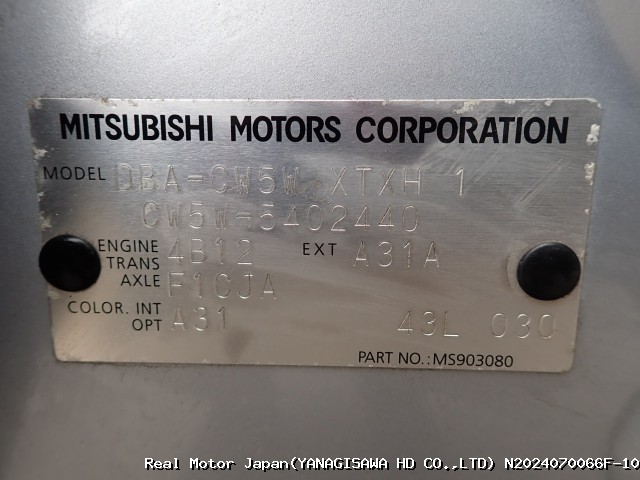 MITSUBISHI MOTORS CORPORATION
MODEL DBA-CW5W XTXH 1
CW5W-5402440
ENGINE 4B12 EXT A31A
TRANS AXLE F1CJA
COLOR. INT OPT A31 43L 03C
PART NO.:MS903080
Real Motor Japan(YANAGISAWA HD CO.,LTD) N2024070066F-10